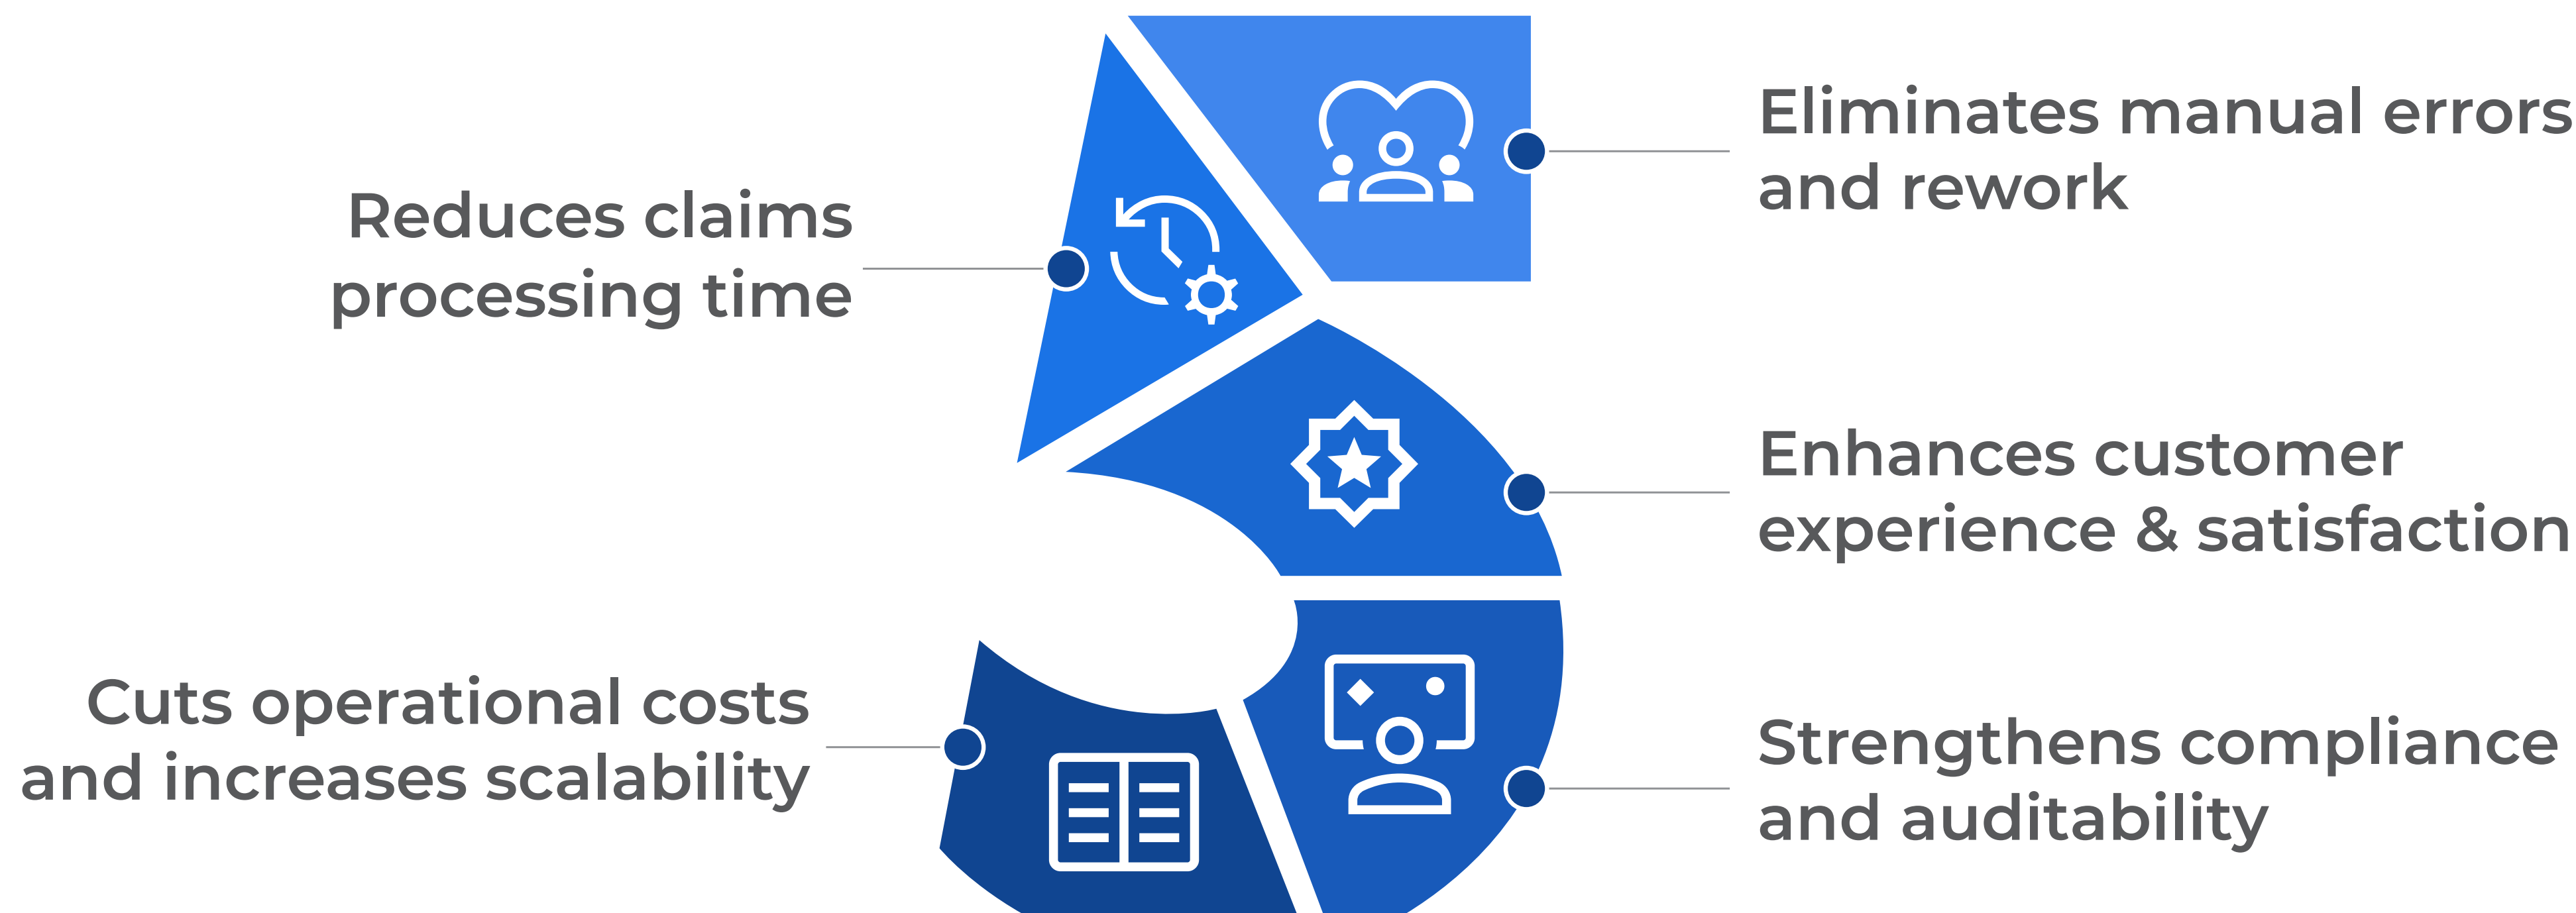 Reduces claims
processing time
Eliminates manual errors
and rework
Enhances customer
experience & satisfaction
Strengthens compliance
and auditability
Cuts operational costs
and increases scalability